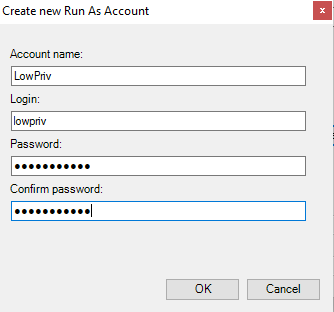 Create new Run As Account
x
Account name:
LowPriv
Login:
lowpriv
Password:
●●●●●●●●●●●
Confirm password:
●●●●●●●●●●●
OK Cancel